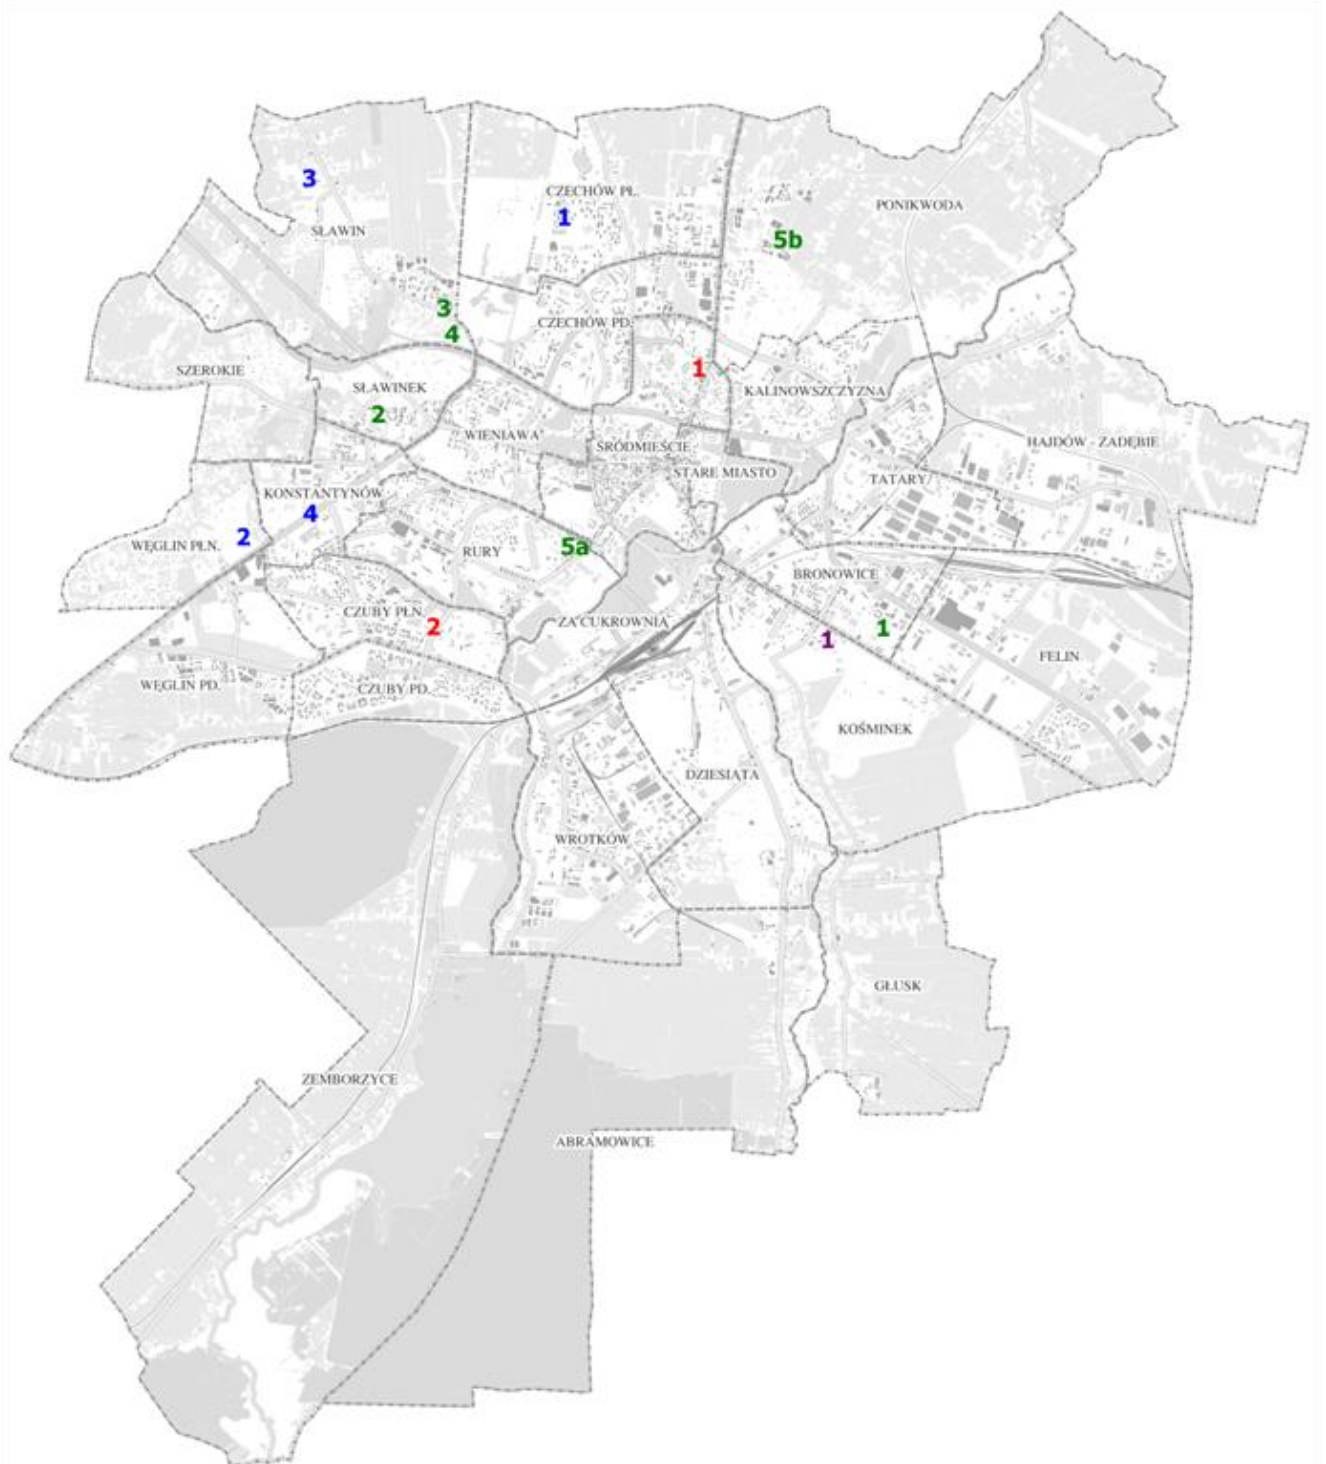 3
CZECHÓW PŁ.
1
PONIKWODA
SŁAWIN
5b
3
4
CZECHÓW PD.
SZEROKIE
SŁAWINEK
2
1
KALINOWSZCZYZNA
WIENIAWA
ŚRÓDMIEŚCIE
STARE MIASTO
HAJDÓW - ZADĘBIE
TATARY
KONSTANTYNÓW
4
2
WĘGLIN PŁN.
RURY
5a
BRONOWICE
CZUBY PŁN.
2
ZA CUKROWNIĄ
1
1
FELIN
WĘGLIN PD.
CZUBY PD.
KOŚMINEK
DZIESIĄTA
WROTKÓW
GŁUSK
ZEMBORZYCE
ABRAMOWICE